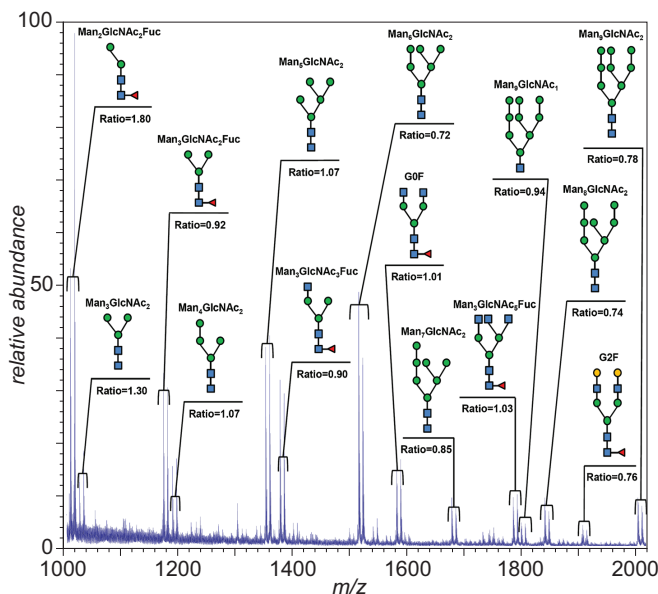 100
50
0
relative abundance
Man₂GlcNAc₂Fuc
Ratio=1.80
Man₃GlcNAc₂Fuc
Ratio=0.92
Man₅GlcNAc₂
Ratio=1.07
Man₆GlcNAc₂
Ratio=0.72
Man₉GlcNAc₁
Ratio=0.94
Man₉GlcNAc₂
Ratio=0.78
G0F
Ratio=1.01
Man₈GlcNAc₂
Ratio=0.74
Man₃GlcNAc₂
Ratio=1.30
Man₄GlcNAc₂
Ratio=1.07
Man₃GlcNAc₃Fuc
Ratio=0.90
Man₇GlcNAc₂
Ratio=0.85
Man₃GlcNAc₅Fuc
Ratio=1.03
G2F
Ratio=0.76
1000 1200 1400 1600 1800 2000
m/z